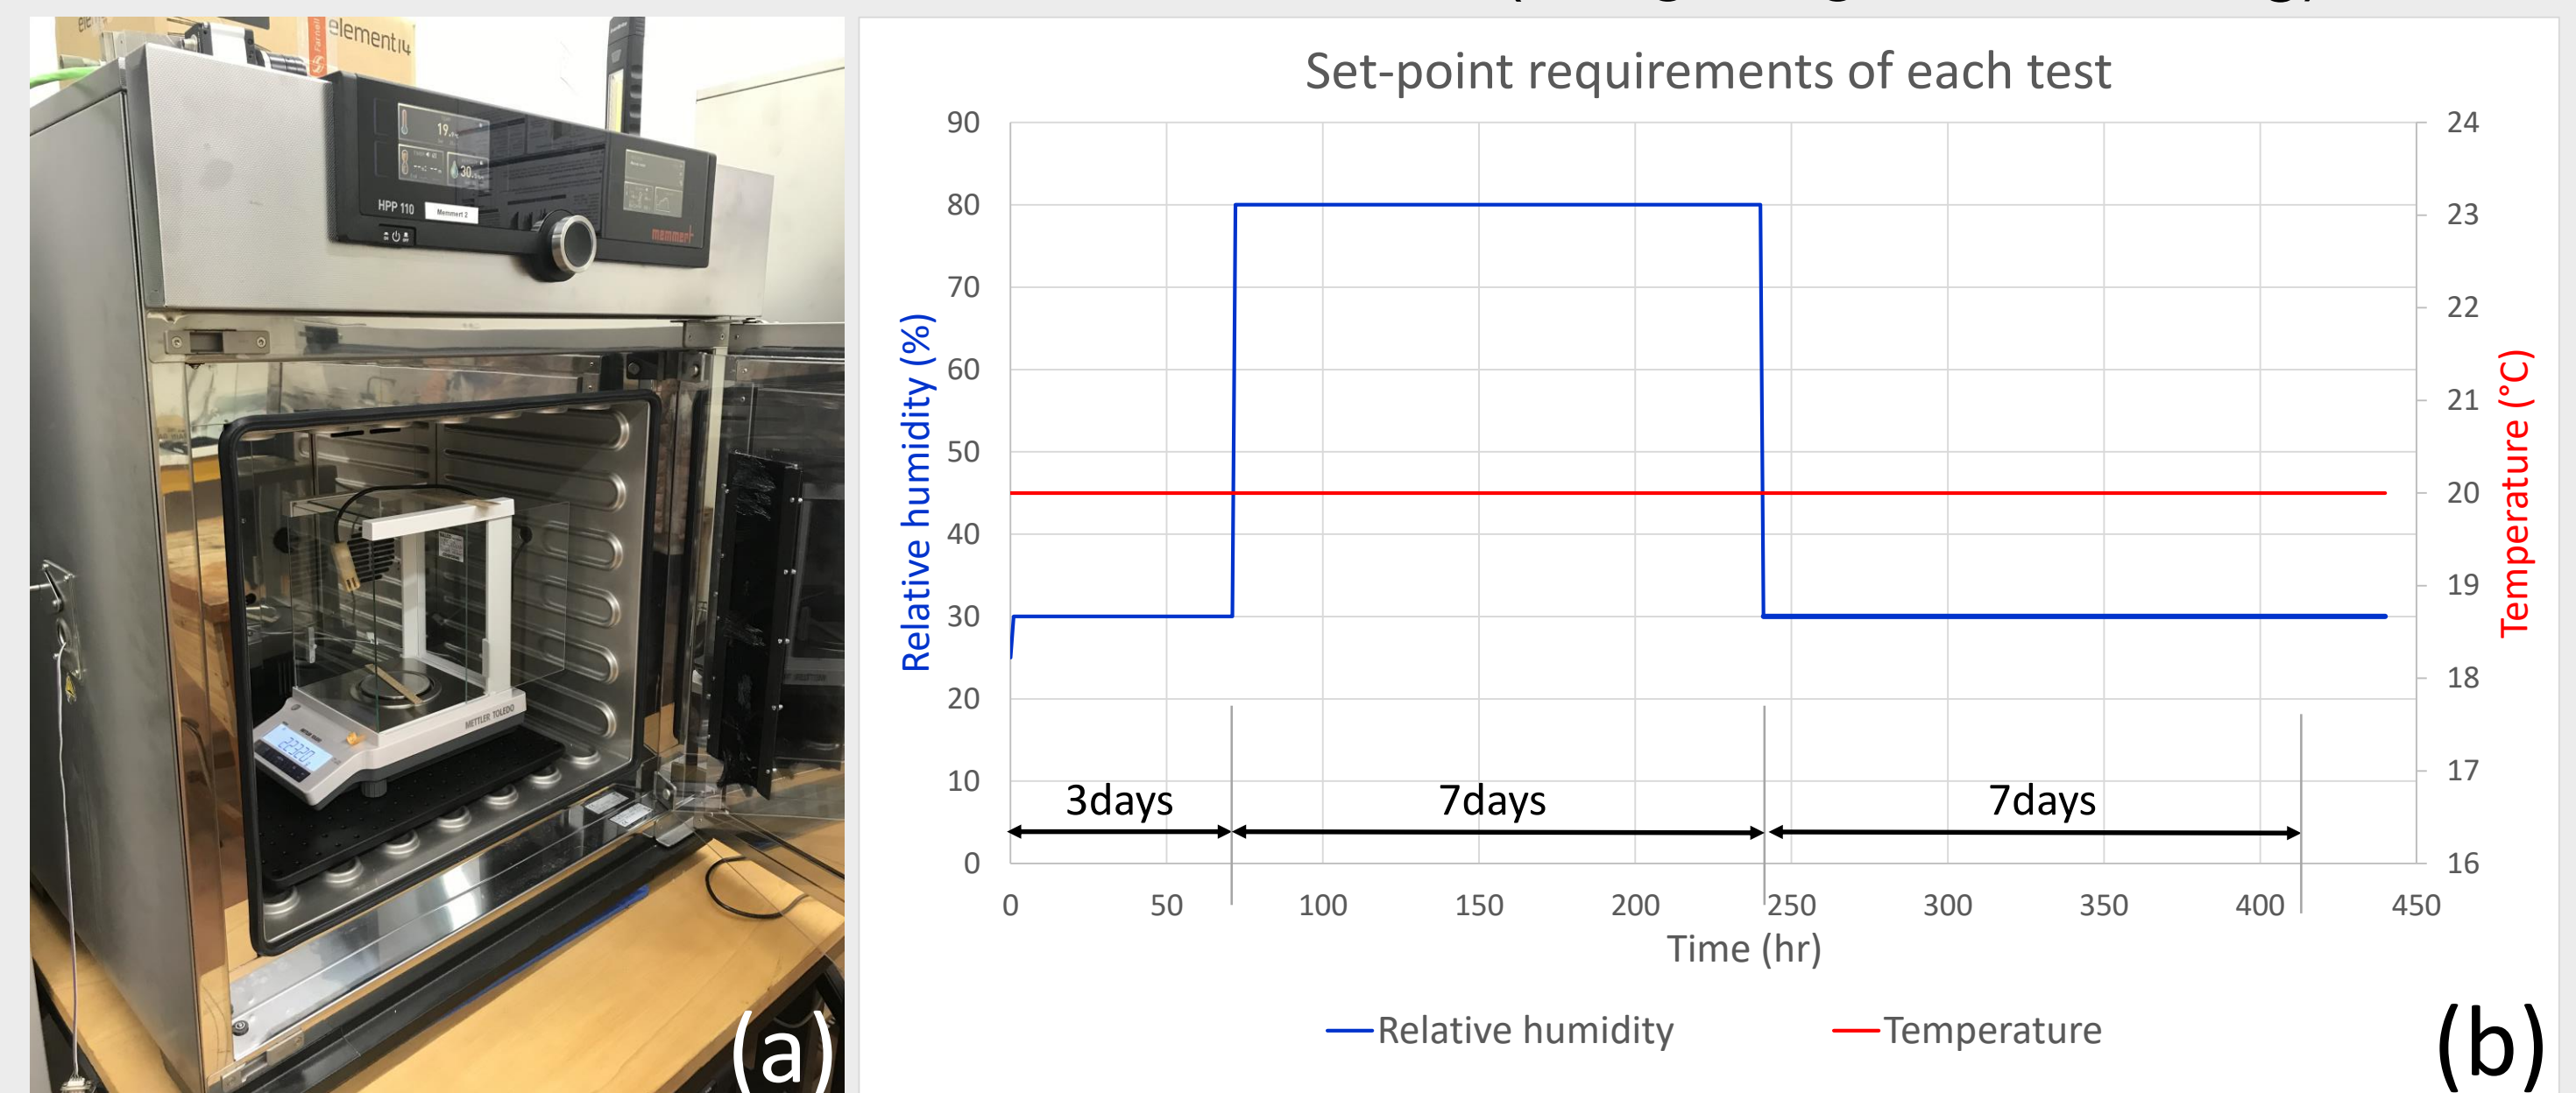 element14
Farnell
19.
30.
HPP 110
Memmert 2
memmert
METTLER TOLEDO
(a)
Set-point requirements of each test
90
80
70
60
50
40
30
20
10
0
Relative humidity (%)
24
23
22
21
20
19
18
17
16
Temperature (°C)
3days
7days
7days
0 50 100 150 200 250 300 350 400 450
Time (hr)
Relative humidity
Temperature
(b)